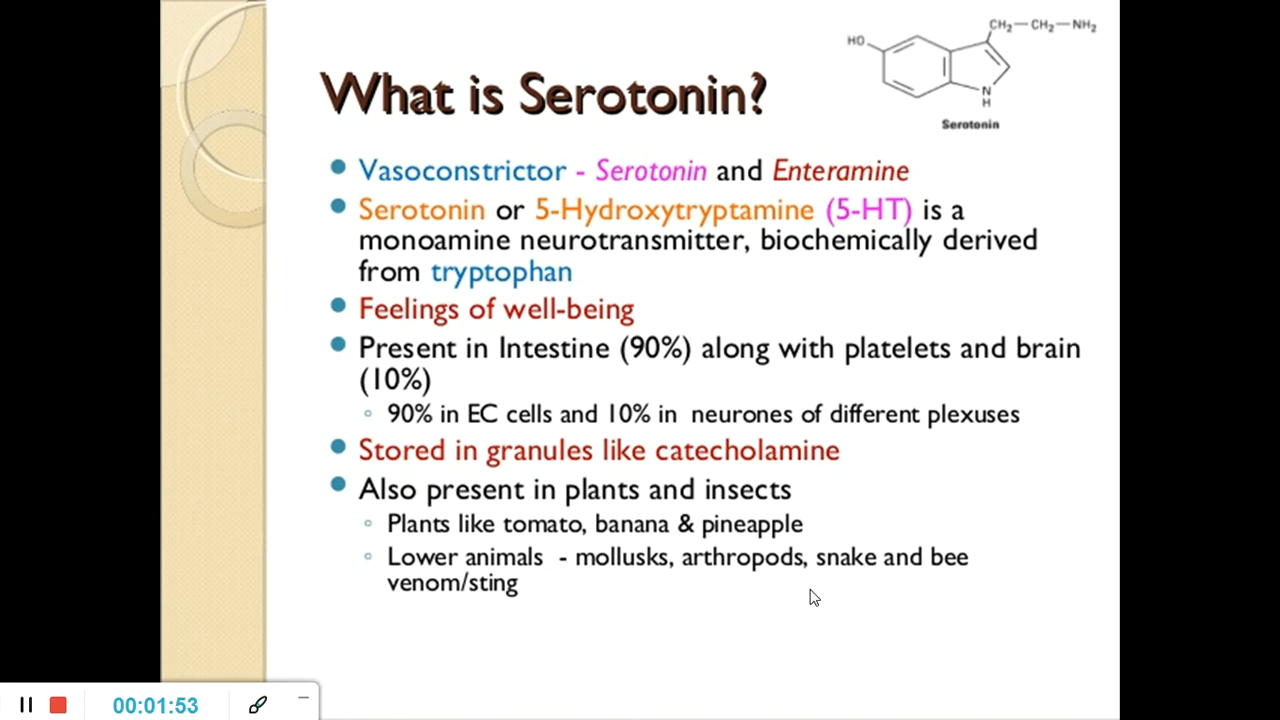 CH₂—CH₂—NH₂
HO
N
H
Serotonin
What is Serotonin?
Vasoconstrictor - Serotonin and Enteramine
Serotonin or 5-Hydroxytryptamine (5-HT) is a
monoamine neurotransmitter, biochemically derived
from tryptophan
Feelings of well-being
Present in Intestine (90%) along with platelets and brain
(10%)
90% in EC cells and 10% in neurones of different plexuses
Stored in granules like catecholamine
Also present in plants and insects
Plants like tomato, banana & pineapple
Lower animals - mollusks, arthropods, snake and bee
venom/sting
00:01:53